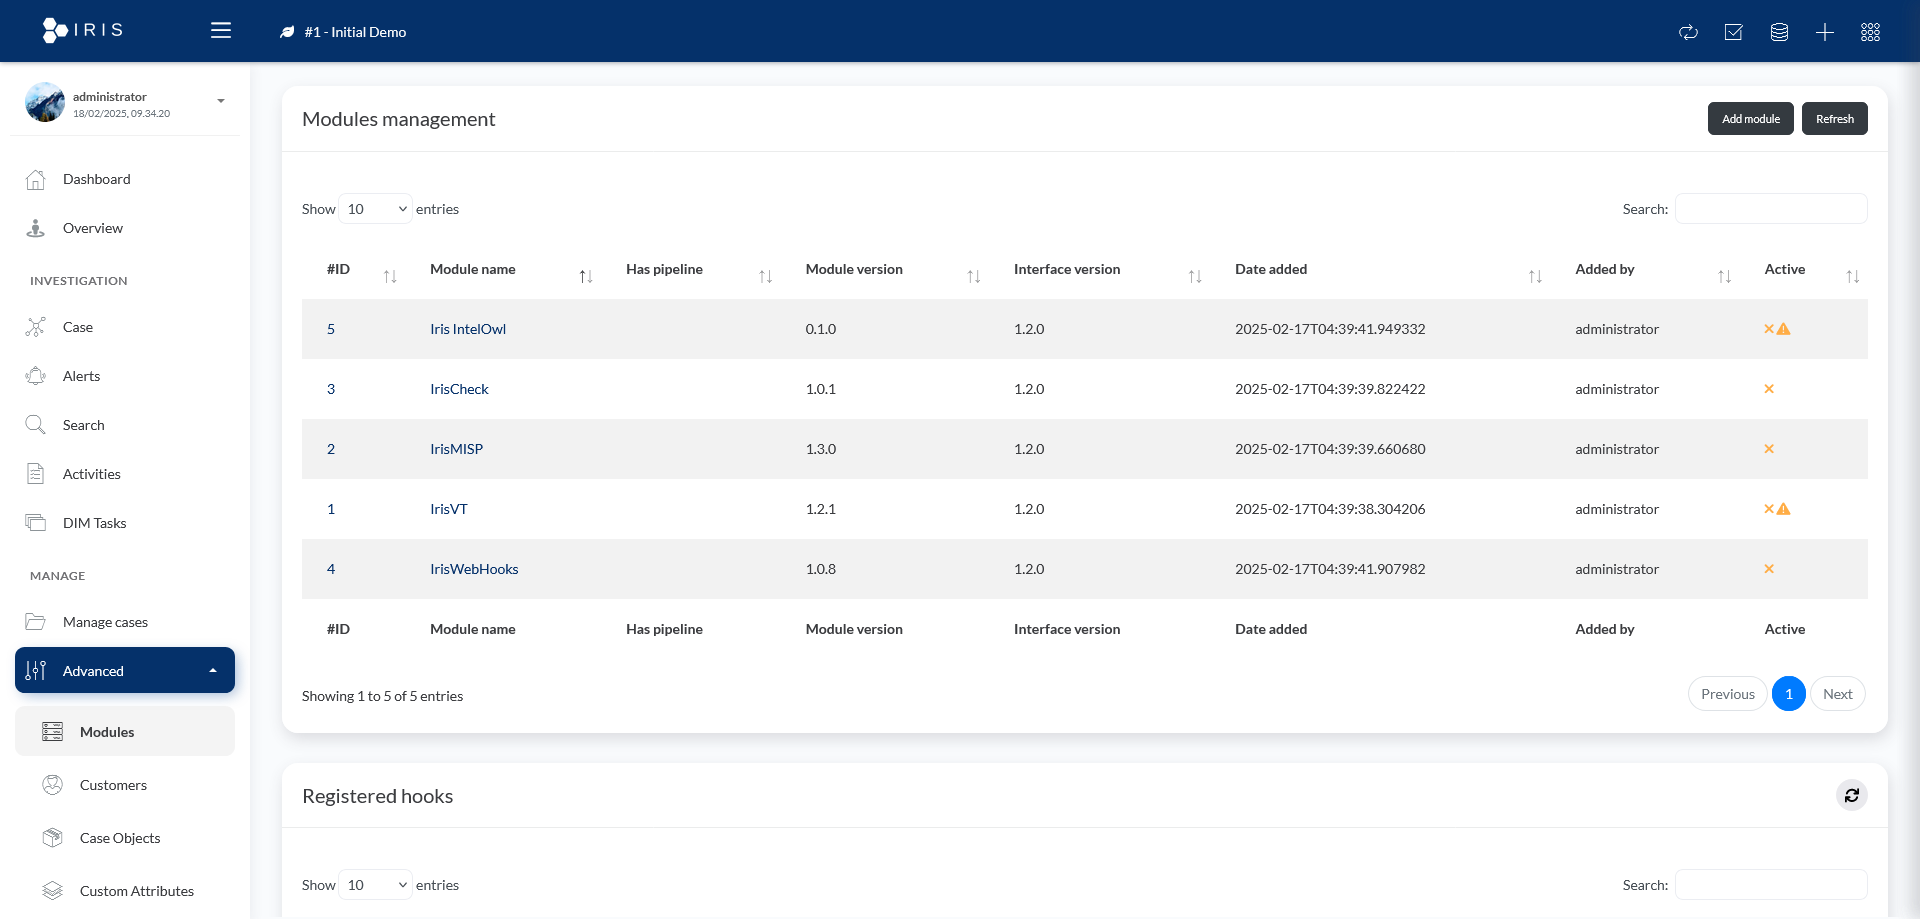 IRIS
#1 - Initial Demo
administrator
18/02/2025, 09.34.20
Dashboard
Overview
INVESTIGATION
Case
Alerts
Search
Activities
DIM Tasks
MANAGE
Manage cases
Advanced
Modules
Customers
Case Objects
Custom Attributes
Modules management
Add module Refresh
Show 10 entries Search:
#ID Module name Has pipeline Module version Interface version Date added Added by Active
5 Iris IntelOwl 0.1.0 1.2.0 2025-02-17T04:39:41.949332 administrator
3 IrisCheck 1.0.1 1.2.0 2025-02-17T04:39:39.822422 administrator
2 IrisMISP 1.3.0 1.2.0 2025-02-17T04:39:39.660680 administrator
1 IrisVT 1.2.1 1.2.0 2025-02-17T04:39:38.304206 administrator
4 IrisWebHooks 1.0.8 1.2.0 2025-02-17T04:39:41.907982 administrator
#ID Module name Has pipeline Module version Interface version Date added Added by Active
Showing 1 to 5 of 5 entries Previous 1 Next
Registered hooks
Show 10 entries Search: